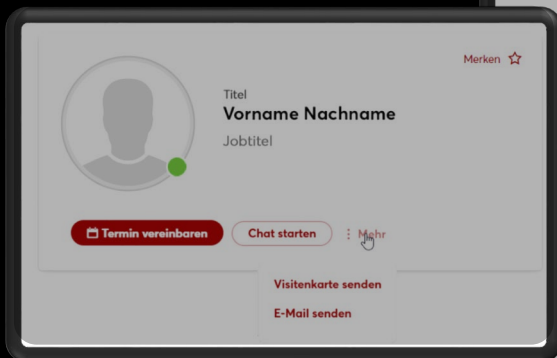 Merken
Titel
Vorname Nachname
Jobtitel
Termin vereinbaren
Chat starten
Mehr
Visitenkarte senden
E-Mail senden